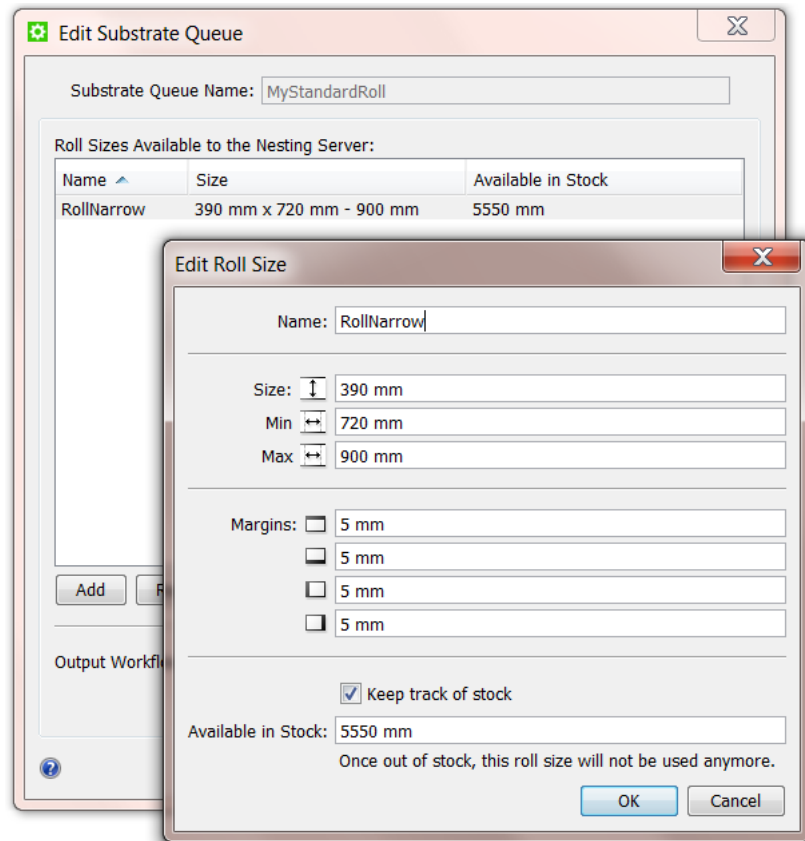 Edit Substrate Queue
Substrate Queue Name: MyStandardRoll
Roll Sizes Available to the Nesting Server:
Name Size Available in Stock
RollNarrow 390 mm x 720 mm - 900 mm 5550 mm
Edit Roll Size
Name: RollNarrow
Size: 390 mm
Min 720 mm
Max 900 mm
Margins: 5 mm
5 mm
5 mm
5 mm
Add
Keep track of stock
Available in Stock: 5550 mm
Once out of stock, this roll size will not be used anymore.
OK Cancel
Output